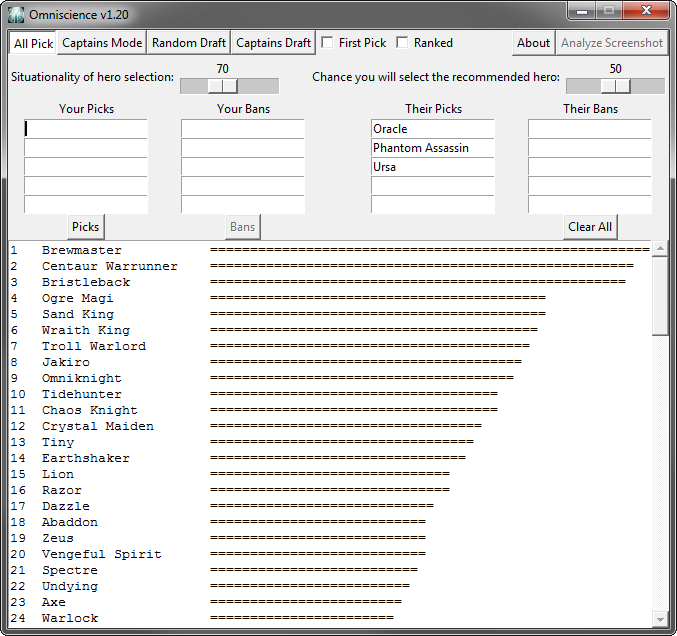 Omniscience v1.20
All Pick Captains Mode Random Draft Captains Draft First Pick Ranked About Analyze Screenshot
Situationality of hero selection: 70 Chance you will select the recommended hero: 50
Your Picks Your Bans Their Picks Their Bans
Oracle
Phantom Assassin
Ursa
Picks Bans Clear All
1 Brewmaster =======================================================
2 Centaur Warrunner =====================================================
3 Bristleback ====================================================
4 Ogre Magi ==========================================
5 Sand King ==========================================
6 Wraith King =========================================
7 Troll Warlord ========================================
8 Jakiro =======================================
9 Omniknight ======================================
10 Tidehunter ====================================
11 Chaos Knight ====================================
12 Crystal Maiden ==================================
13 Tiny =================================
14 Earthshaker ================================
15 Lion ==============================
16 Razor ==============================
17 Dazzle ============================
18 Abaddon ===========================
19 Zeus ===========================
20 Vengeful Spirit ===========================
21 Spectre ==========================
22 Undying =========================
23 Axe ========================
24 Warlock =======================